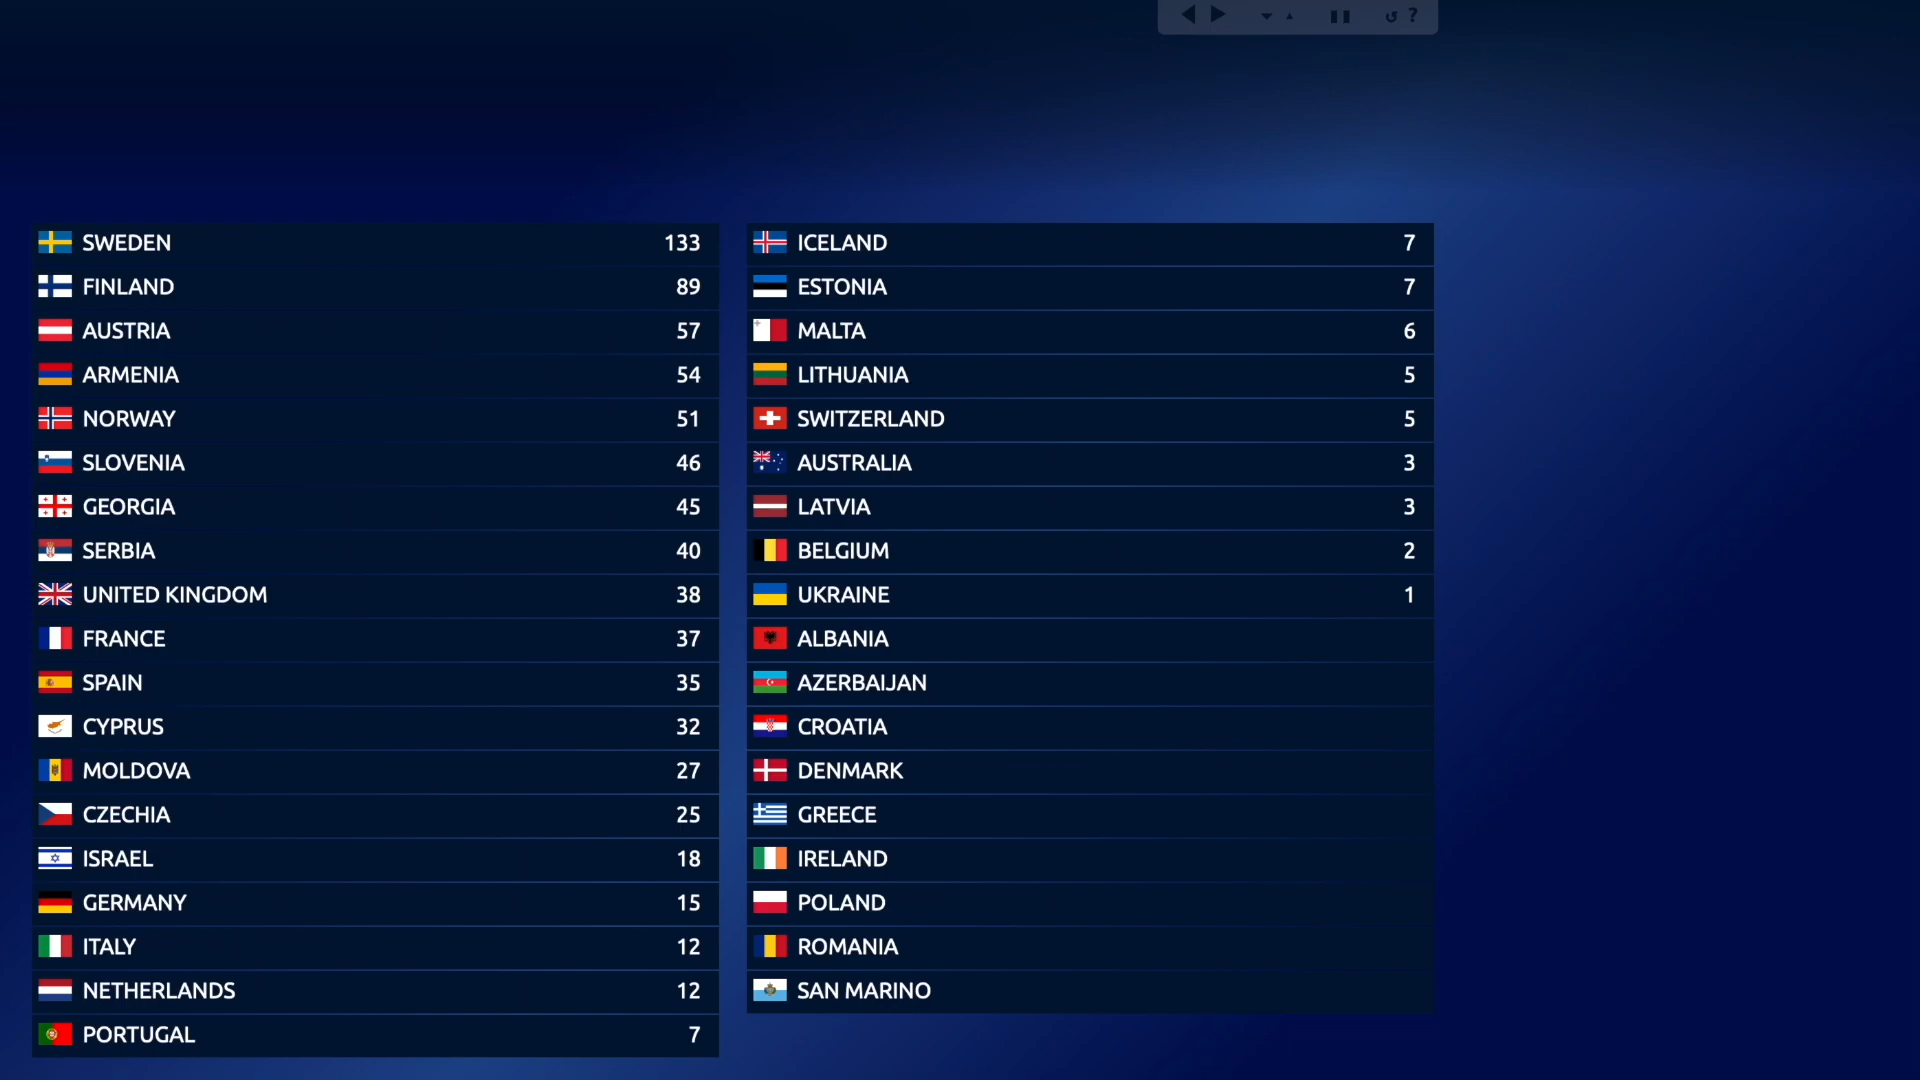 ?
SWEDEN 133
FINLAND 89
AUSTRIA 57
ARMENIA 54
NORWAY 51
SLOVENIA 46
GEORGIA 45
SERBIA 40
UNITED KINGDOM 38
FRANCE 37
SPAIN 35
CYPRUS 32
MOLDOVA 27
CZECHIA 25
ISRAEL 18
GERMANY 15
ITALY 12
NETHERLANDS 12
PORTUGAL 7
ICELAND 7
ESTONIA 7
MALTA 6
LITHUANIA 5
SWITZERLAND 5
AUSTRALIA 3
LATVIA 3
BELGIUM 2
UKRAINE 1
ALBANIA
AZERBAIJAN
CROATIA
DENMARK
GREECE
IRELAND
POLAND
ROMANIA
SAN MARINO